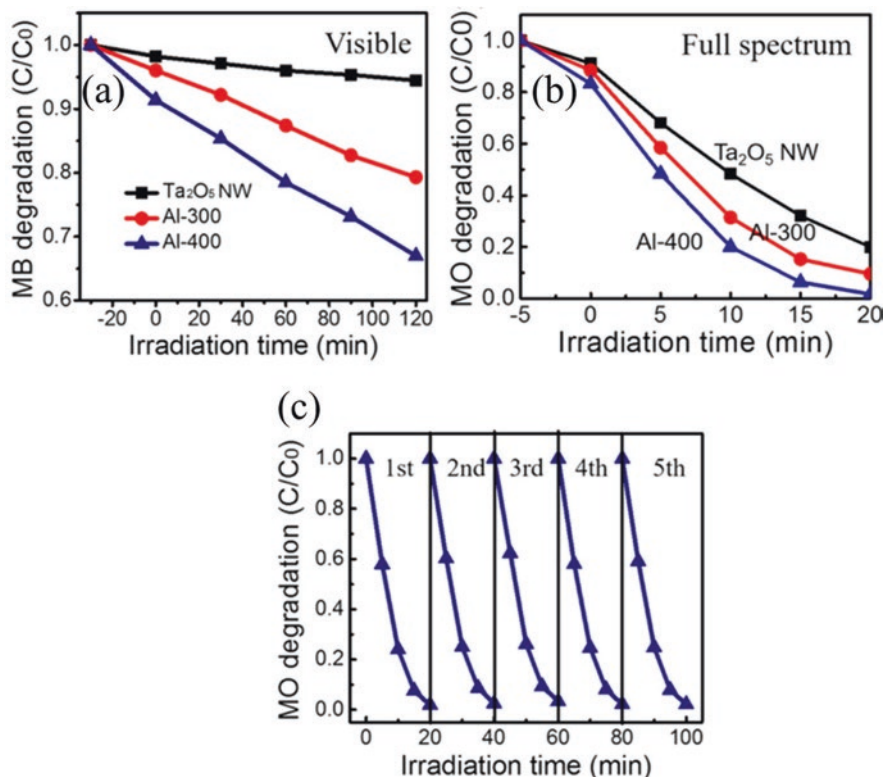 Visible
(a)
MB degradation (C/C₀)
1.0
0.9
0.8
0.7
0.6
Ta₂O₅ NW
Al-300
Al-400
-20 0 20 40 60 80 100 120
Irradiation time (min)
Full spectrum
(b)
MO degradation (C/C0)
1.0
0.8
0.6
0.4
0.2
0.0
Ta₂O₅ NW
Al-300
Al-400
-5 0 5 10 15 20
Irradiation time (min)
(c)
MO degradation (C/C₀)
1.0
0.8
0.6
0.4
0.2
0.0
1st 2nd 3rd 4th 5th
0 20 40 60 80 100
Irradiation time (min)